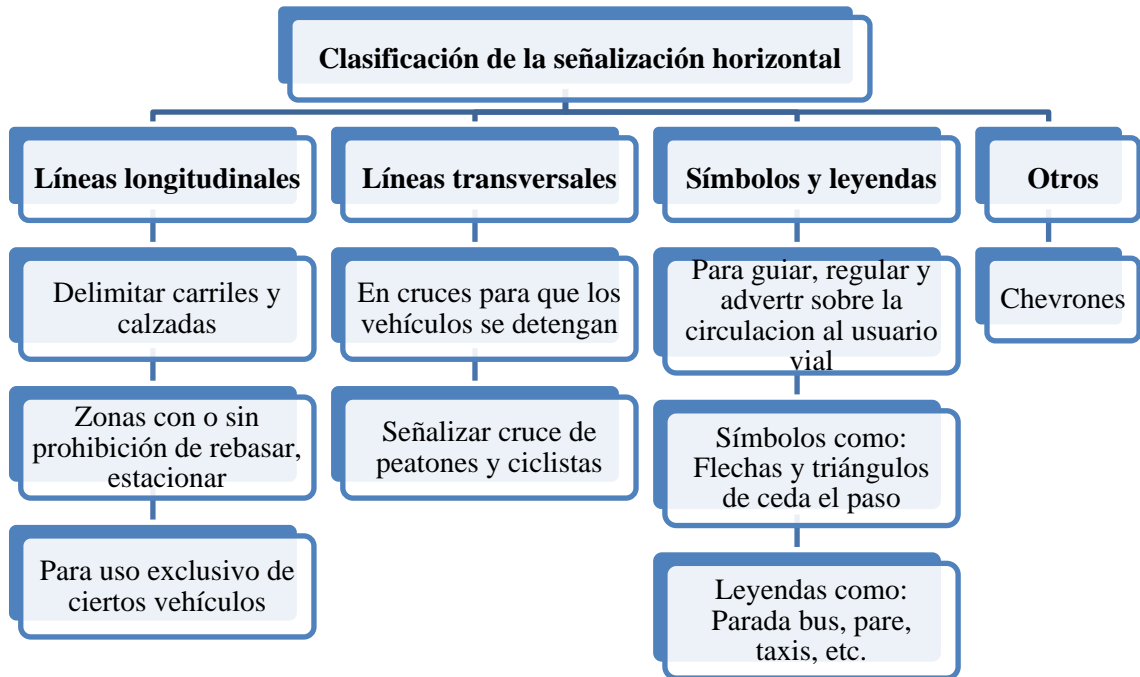 Clasificación de la señalización horizontal
Líneas longitudinales
Delimitar carriles y
calzadas
Zonas con o sin
prohibición de rebasar,
estacionar
Para uso exclusivo de
ciertos vehículos
Líneas transversales
En cruces para que los
vehículos se detengan
Señalizar cruce de
peatones y ciclistas
Símbolos y leyendas
Para guiar, regular y
advertr sobre la
circulacion al usuario
vial
Símbolos como:
Flechas y triángulos
de ceda el paso
Leyendas como:
Parada bus, pare,
taxis, etc.
Otros
Chevrones